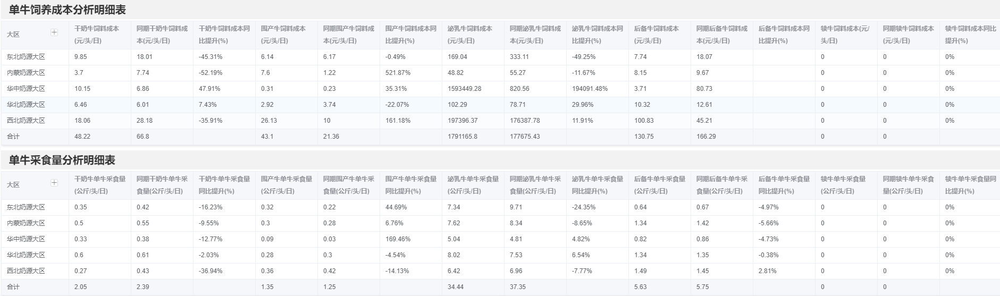 单牛饲养成本分析明细表
大区 干奶牛饲料成本(元/头/日) 同期干奶牛饲料成本(元/头/日) 干奶牛饲料成本同比提升(%) 围产牛饲料成本(元/头/日) 同期围产牛饲料成本(元/头/日) 围产牛饲料成本同比提升(%) 泌乳牛饲料成本(元/头/日) 同期泌乳牛饲料成本(元/头/日) 泌乳牛饲料成本同比提升(%) 后备牛饲料成本(元/头/日) 同期后备牛饲料成本(元/头/日) 后备牛饲料成本同比提升(%) 犊牛饲料成本(元/头/日) 同期犊牛饲料成本(元/头/日) 犊牛饲料成本同比提升(%)
东北奶源大区 9.85 18.01 -45.31% 6.14 6.17 -0.49% 169.04 333.11 -49.25% 7.74 18.07 0 0 0%
内蒙奶源大区 3.7 7.74 -52.19% 7.6 1.22 521.87% 48.82 55.27 -11.67% 8.15 9.67 0 0 0%
华中奶源大区 10.15 6.86 47.91% 0.31 0.23 35.31% 1593449.28 820.56 194091.48% 3.71 80.73 0 0 0%
华北奶源大区 6.46 6.01 7.43% 2.92 3.74 -22.07% 102.29 78.71 29.96% 10.32 12.61 0 0 0%
西北奶源大区 18.06 28.18 -35.91% 26.13 10 161.18% 197396.37 176387.78 11.91% 100.83 45.21 0 0 0%
合计 48.22 66.8 43.1 21.36 1791165.8 177675.43 130.75 166.29 0 0
单牛采食量分析明细表
大区 干奶牛单牛采食量(公斤/头/日) 同期干奶牛单牛采食量(公斤/头/日) 干奶牛单牛采食量同比提升(%) 围产牛单牛采食量(公斤/头/日) 同期围产牛单牛采食量(公斤/头/日) 围产牛单牛采食量同比提升(%) 泌乳牛单牛采食量(公斤/头/日) 同期泌乳牛单牛采食量(公斤/头/日) 泌乳牛单牛采食量同比提升(%) 后备牛单牛采食量(公斤/头/日) 同期后备牛单牛采食量(公斤/头/日) 后备牛单牛采食量同比提升(%) 犊牛单牛采食量(公斤/头/日) 同期犊牛单牛采食量(公斤/头/日) 犊牛单牛采食量同比提升(%)
东北奶源大区 0.35 0.42 -16.23% 0.32 0.22 44.69% 7.34 9.71 -24.35% 0.64 0.67 -4.97% 0 0 0%
内蒙奶源大区 0.5 0.55 -9.55% 0.3 0.28 6.76% 7.62 8.34 -8.65% 1.34 1.42 -5.66% 0 0 0%
华中奶源大区 0.33 0.38 -12.77% 0.09 0.03 169.46% 5.04 4.81 4.82% 0.82 0.86 -4.73% 0 0 0%
华北奶源大区 0.6 0.61 -2.03% 0.28 0.3 -4.54% 8.02 7.53 6.54% 1.34 1.35 -0.38% 0 0 0%
西北奶源大区 0.27 0.43 -36.94% 0.36 0.42 -14.13% 6.42 6.96 -7.77% 1.49 1.45 2.81% 0 0 0%
合计 2.05 2.39 1.35 1.25 34.44 37.35 5.63 5.75 0 0